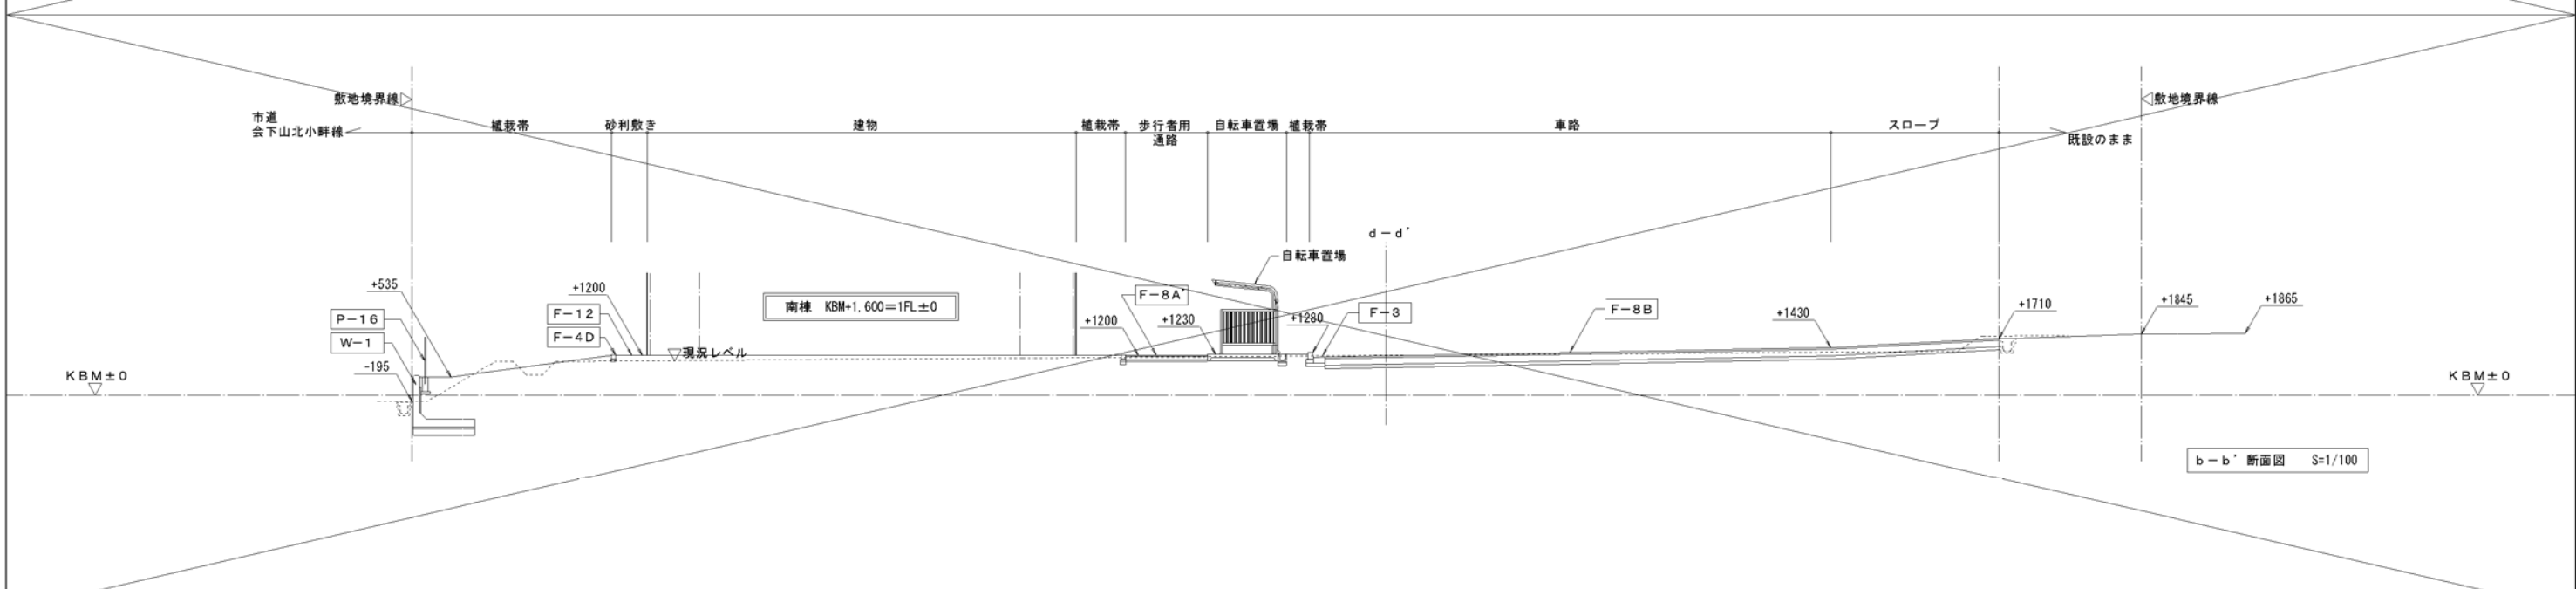 敷地境界線
敷地境界線
市道
会下山北小畔線
植栽帯
砂利敷き
建物
植栽帯
歩行者用
通路
自転車置場
植栽帯
車路
スロープ
既設のまま
d－d'
自転車置場
+535
+1200
P－16
F－12
W－1
F－4D
-195
南棟 KBM+1,600=1FL±0
現況レベル
F－8A'
+1200
+1230
+1280
F－3
F－8B
+1430
+1710
+1845
+1865
KBM±0
KBM±0
b－b' 断面図 S=1/100